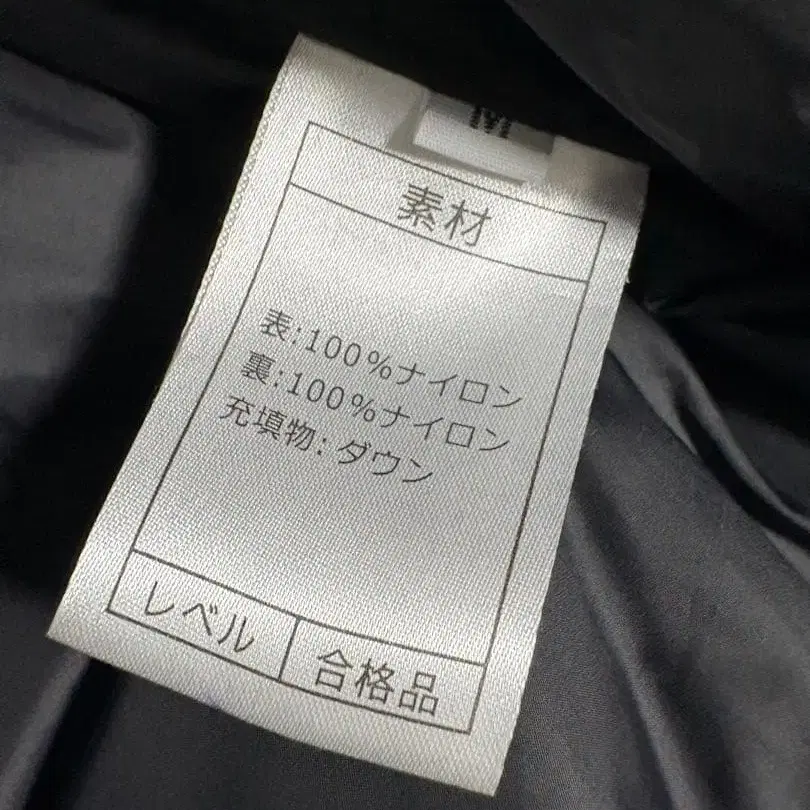 M
素材
表:100%ナイロン
裏:100%ナイロン
充填物:ダウン
レベル
合格品